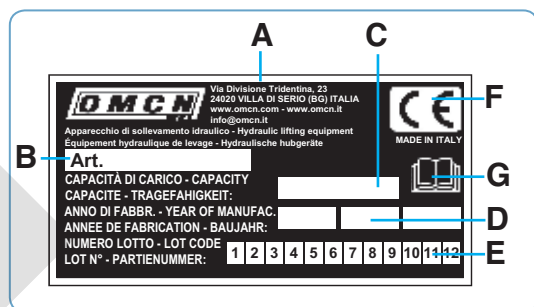 A
C
OMCN
Via Divisione Tridentina, 23
24020 VILLA DI SERIO (BG) ITALIA
www.omcn.com - www.omcn.it
info@omcn.it
CE
F
Apparecchio di sollevamento idraulico - Hydraulic lifting equipment
Équipement hydraulique de levage - Hydraulische hubgeräte
MADE IN ITALY
B
Art.
G
CAPACITÀ DI CARICO - CAPACITY
CAPACITE - TRAGEFAHIGKEIT:
ANNO DI FABBR. - YEAR OF MANUFAC.
ANNEE DE FABRICATION - BAUJAHR:
D
NUMERO LOTTO - LOT CODE
LOT N° - PARTIENUMMER:
1 2 3 4 5 6 7 8 9 10 11 12
E